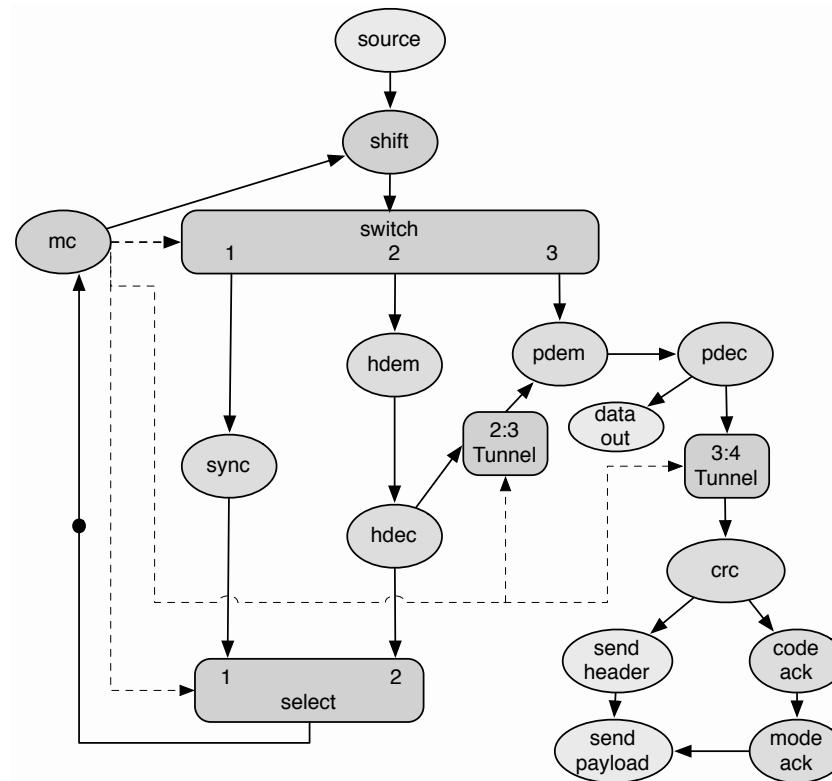 source
shift
mc
switch
1 2 3
hdem
pdem
pdec
data
out
2:3
Tunnel
3:4
Tunnel
sync
hdec
crc
send
header
code
ack
1 2
select
send
payload
mode
ack